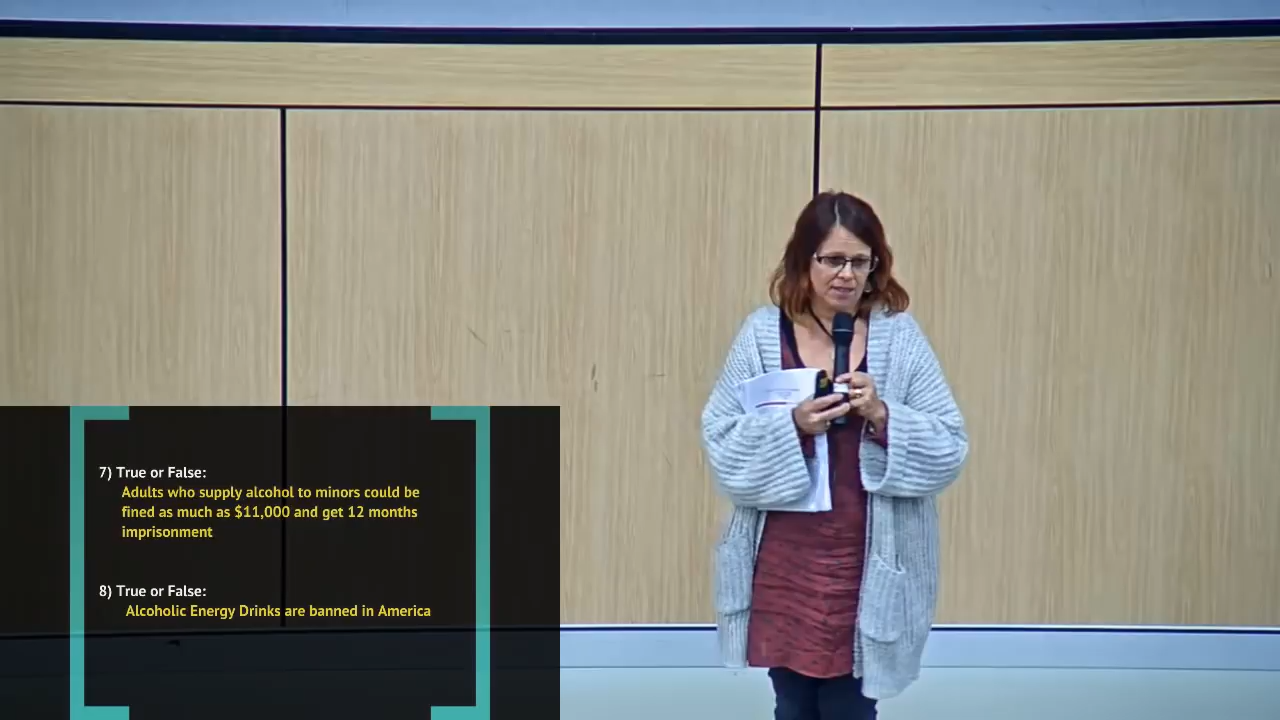 7) True or False:
Adults who supply alcohol to minors could be
fined as much as $11,000 and get 12 months
imprisonment
8) True or False:
Alcoholic Energy Drinks are banned in America